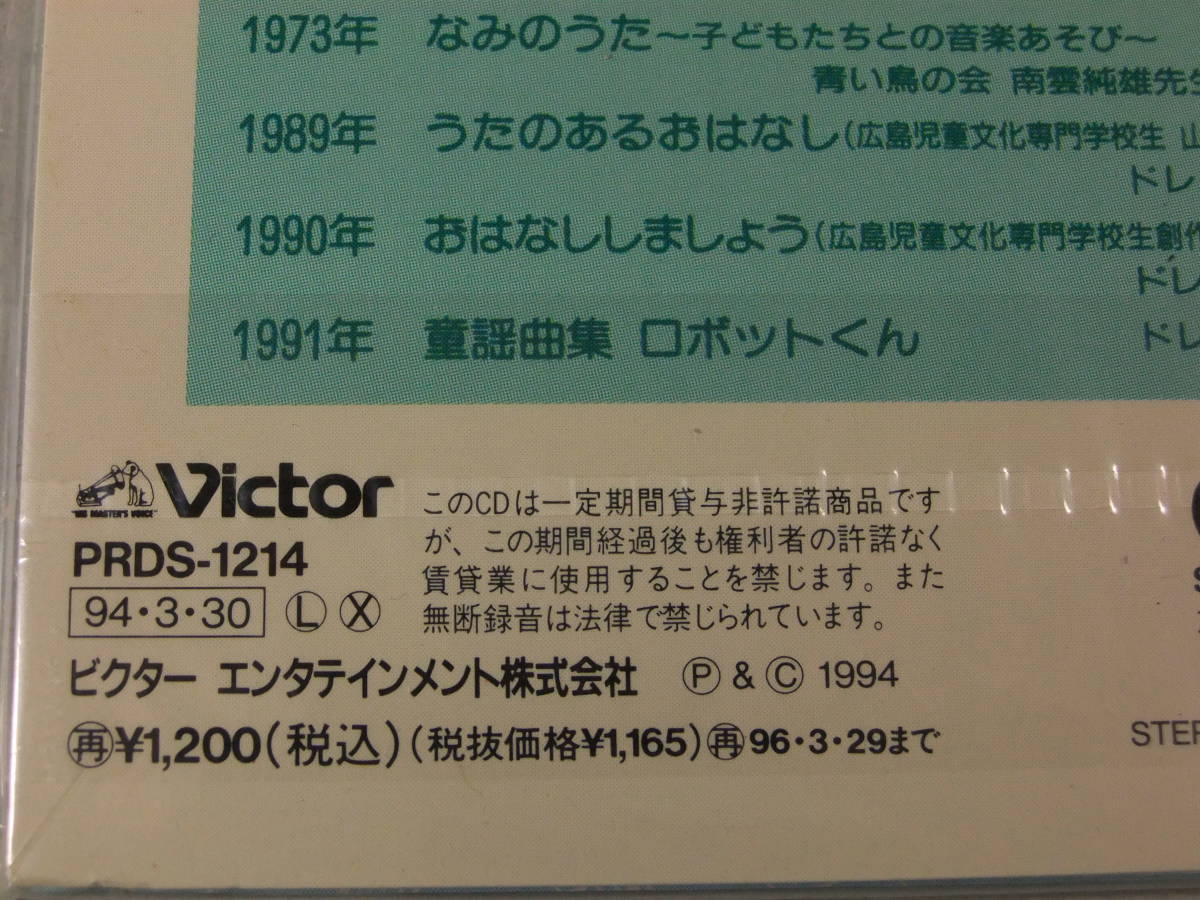 1973年 なみのうた～子どもたちとの音楽あそび～
青い鳥の会 南雲純雄先生
1989年 うたのあるおはなし(広島児童文化専門学校生 山
ドレ
1990年 おはなししましよう(広島児童文化専門学校生創作
ドレ
1991年 童謡曲集 ロボットくん ドレ
"HIS MASTER'S VOICE" Victor
PRDS-1214
94・3・30 Ⓛ Ⓧ
このCDは一定期間貸与非許諾商品です
が、この期間経過後も権利者の許諾なく
賃貸業に使用することを禁じます。また
無断録音は法律で禁じられています。
ビクター エンタテインメント株式会社 Ⓟ & Ⓒ 1994
㊢¥1,200(税込)(税抜価格¥1,165)再96・3・29まで
STER